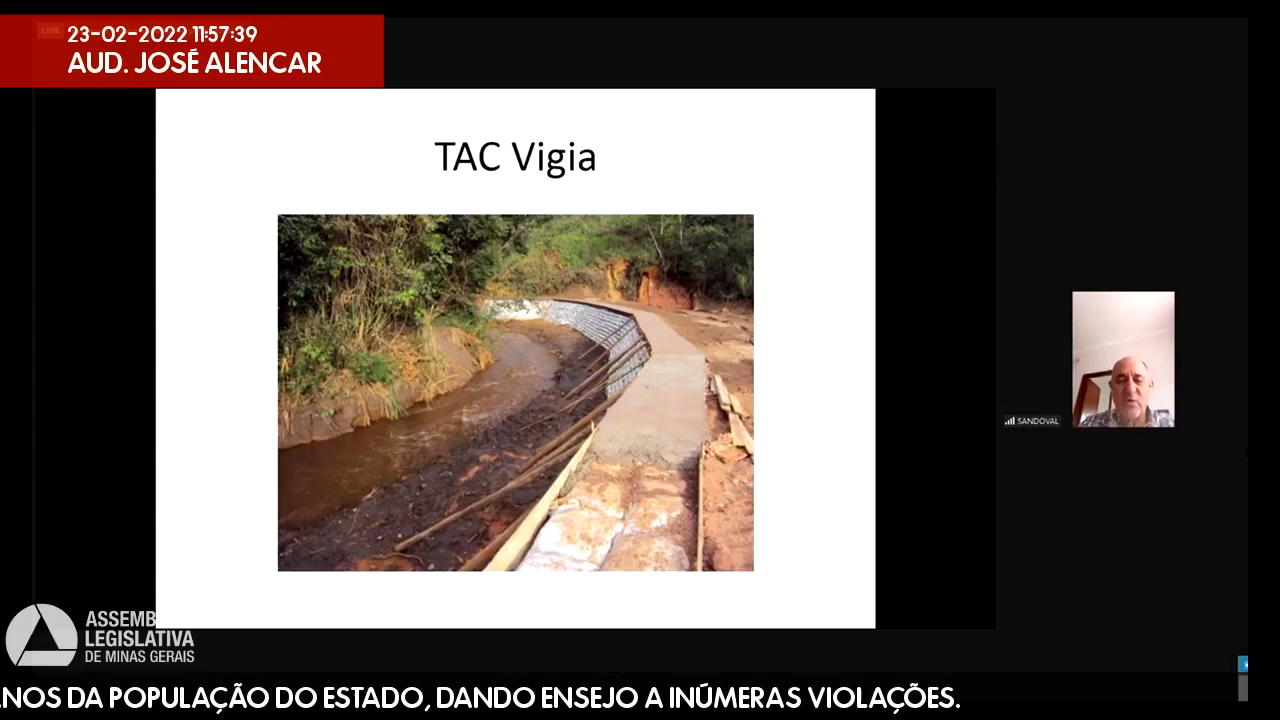 LIVE
23-02-2022 11:57:39
AUD. JOSÉ ALENCAR
TAC Vigia
SANDOVAL
ASSEMB
LEGISLATIVA
DE MINAS GERAIS
NOS DA POPULAÇÃO DO ESTADO, DANDO ENSEJO A INÚMERAS VIOLAÇÕES.